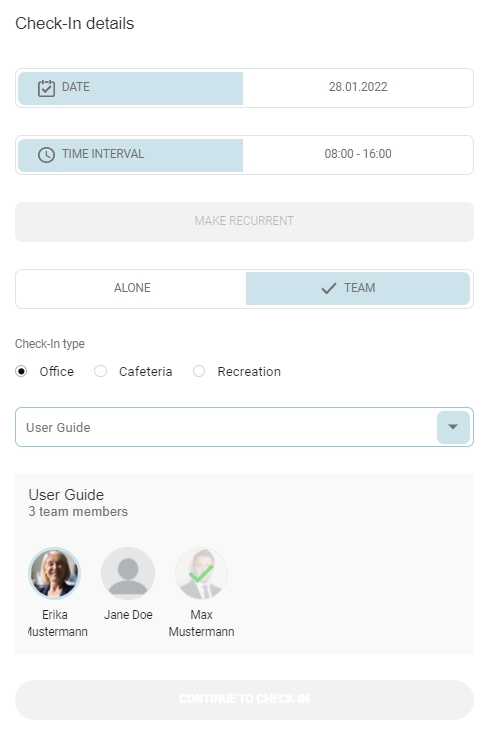 Check-In details
DATE
28.01.2022
TIME INTERVAL
08:00 - 16:00
MAKE RECURRENT
ALONE
TEAM
Check-In type
Office
Cafeteria
Recreation
User Guide
User Guide
3 team members
Erika
Mustermann
Jane Doe
Max
Mustermann
CONTINUE TO CHECK-IN